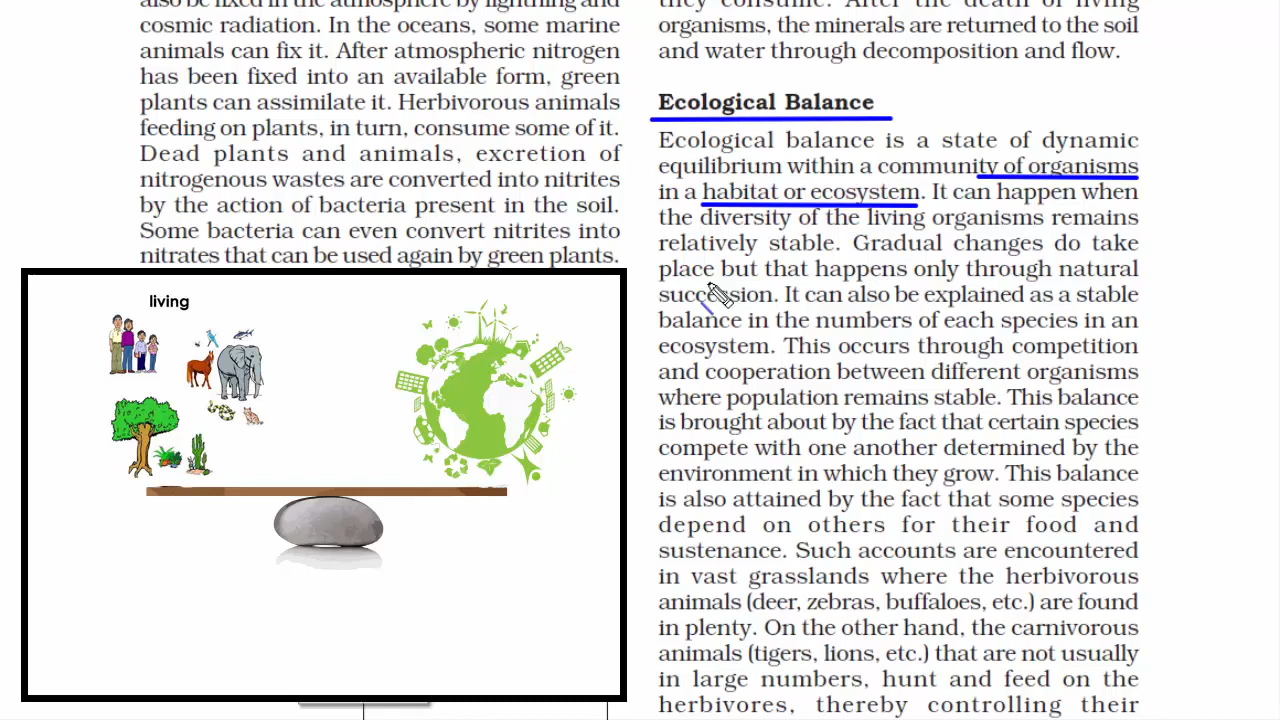 also be fixed in the atmosphere by lightning and
cosmic radiation. In the oceans, some marine
animals can fix it. After atmospheric nitrogen
has been fixed into an available form, green
plants can assimilate it. Herbivorous animals
feeding on plants, in turn, consume some of it.
Dead plants and animals, excretion of
nitrogenous wastes are converted into nitrites
by the action of bacteria present in the soil.
Some bacteria can even convert nitrites into
nitrates that can be used again by green plants.
living
they consume. After the death of living
organisms, the minerals are returned to the soil
and water through decomposition and flow.
Ecological Balance
Ecological balance is a state of dynamic
equilibrium within a community of organisms
in a habitat or ecosystem. It can happen when
the diversity of the living organisms remains
relatively stable. Gradual changes do take
place but that happens only through natural
succession. It can also be explained as a stable
balance in the numbers of each species in an
ecosystem. This occurs through competition
and cooperation between different organisms
where population remains stable. This balance
is brought about by the fact that certain species
compete with one another determined by the
environment in which they grow. This balance
is also attained by the fact that some species
depend on others for their food and
sustenance. Such accounts are encountered
in vast grasslands where the herbivorous
animals (deer, zebras, buffaloes, etc.) are found
in plenty. On the other hand, the carnivorous
animals (tigers, lions, etc.) that are not usually
in large numbers, hunt and feed on the
herbivores, thereby controlling their